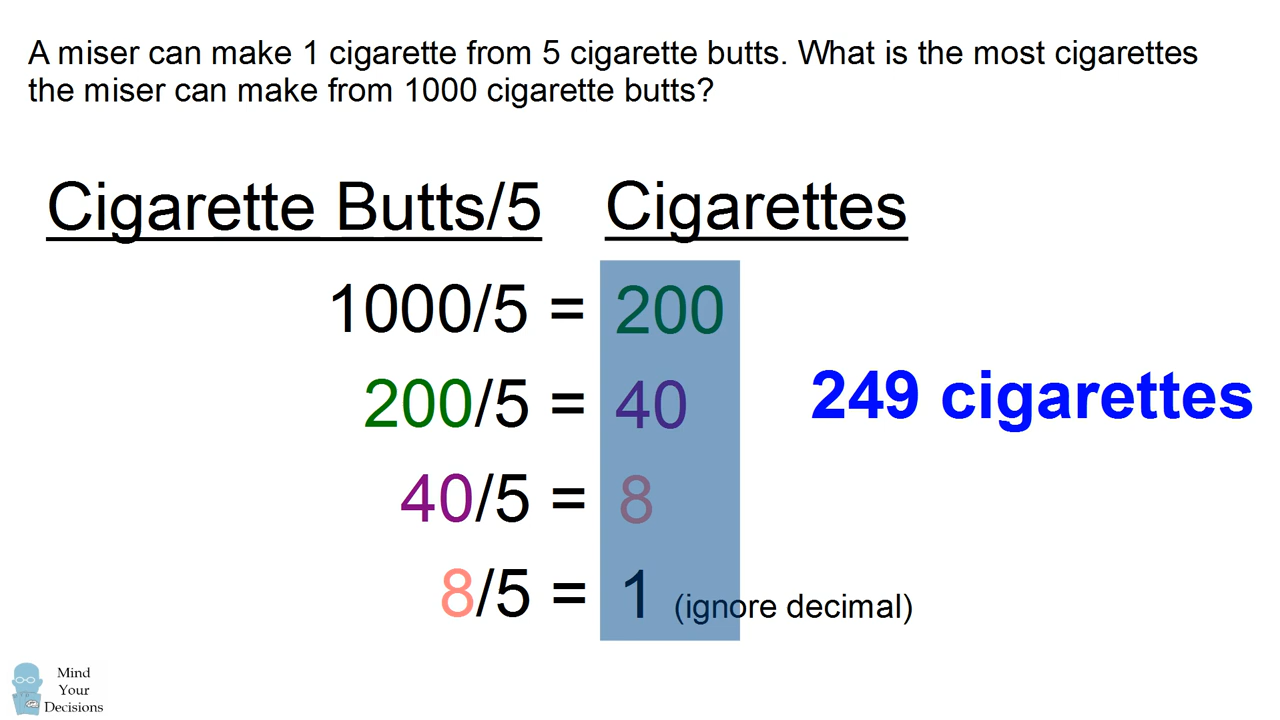 A miser can make 1 cigarette from 5 cigarette butts. What is the most cigarettes
the miser can make from 1000 cigarette butts?
Cigarette Butts/5 Cigarettes
1000/5 = 200
200/5 = 40
249 cigarettes
40/5 = 8
8/5 = 1 (ignore decimal)
Mind
Your
Decisions